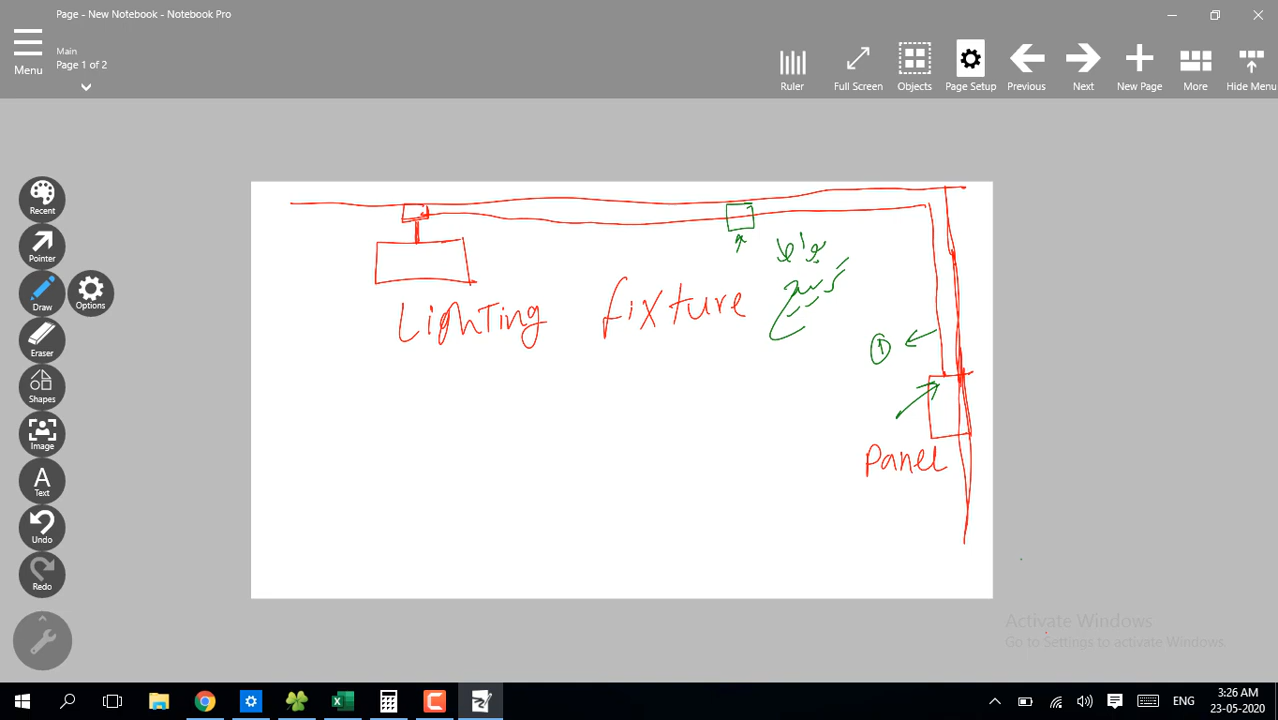 Page - New Notebook - Notebook Pro
Menu
Main
Page 1 of 2
Ruler
Full Screen
Objects
Page Setup
Previous
Next
New Page
More
Hide Menu
Recent
Pointer
Draw
Options
Eraser
Shapes
Image
Text
Undo
Redo
Lighting fixture
1
Panel
Activate Windows
Go to Settings to activate Windows.
ENG
3:26 AM
23-05-2020